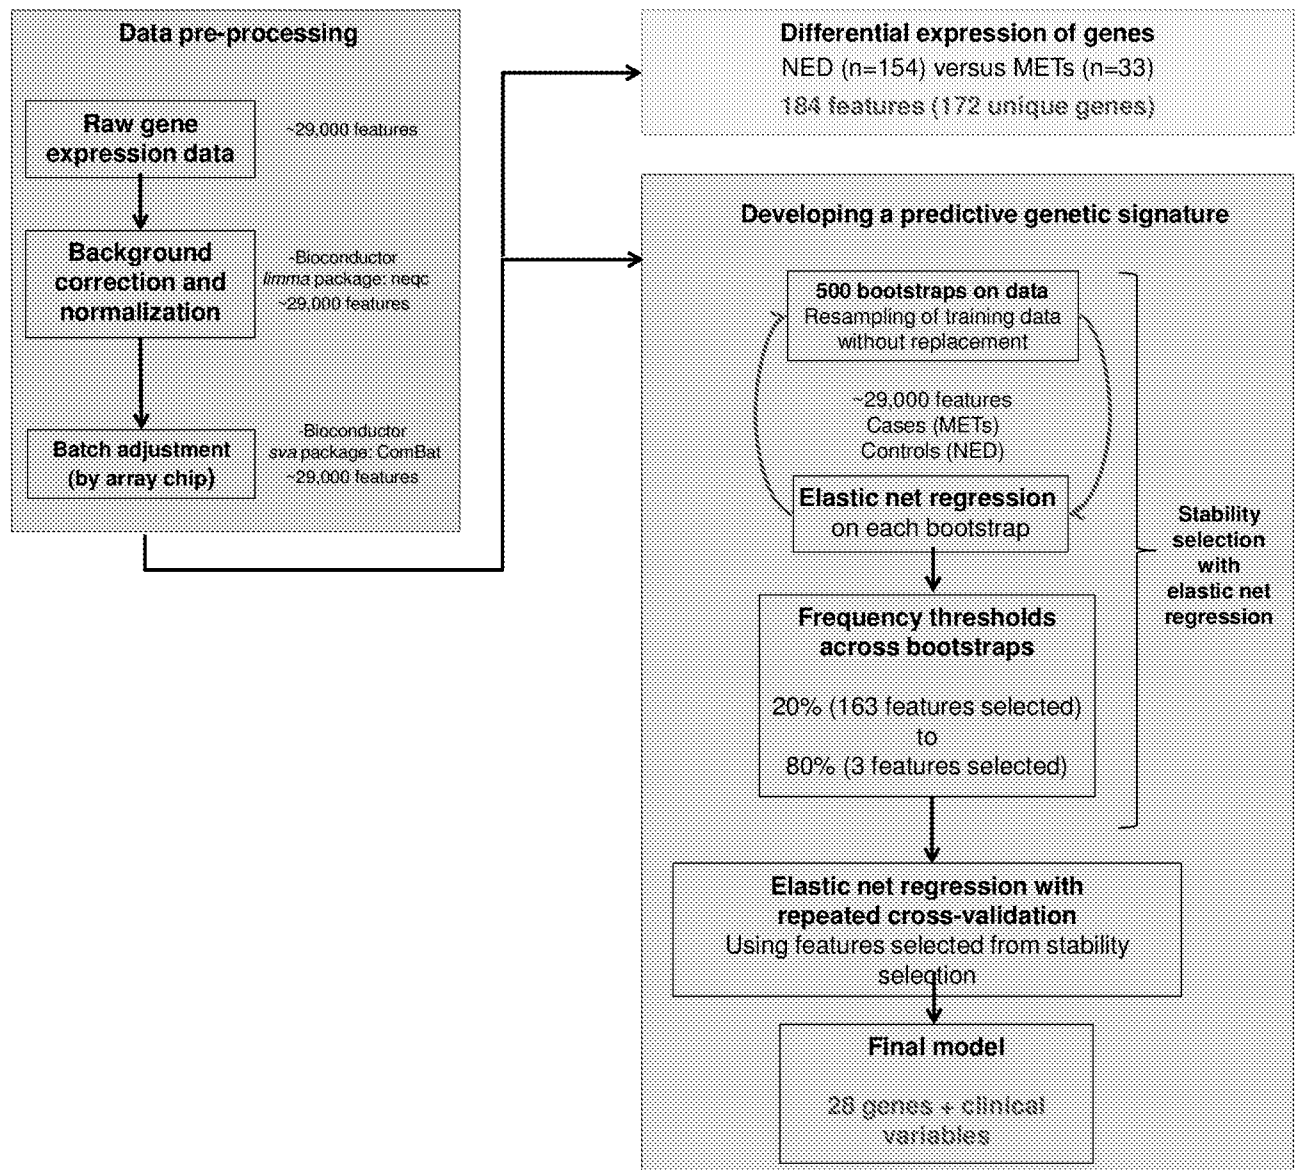 Data pre-processing
Raw gene
expression data
~29,000 features
Background
correction and
normalization
-Bioconductor
limma package: neqc
~29,000 features
Batch adjustment
(by array chip)
-Bioconductor
sva package: ComBat
~29,000 features
Differential expression of genes
NED (n=154) versus METs (n=33)
184 features (172 unique genes)
Developing a predictive genetic signature
500 bootstraps on data
Resampling of training data
without replacement
~29,000 features
Cases (METs)
Controls (NED)
Elastic net regression
on each bootstrap
Frequency thresholds
across bootstraps
20% (163 features selected)
to
80% (3 features selected)
Stability
selection
with
elastic net
regression
Elastic net regression with
repeated cross-validation
Using features selected from stability
selection
Final model
28 genes + clinical
variables